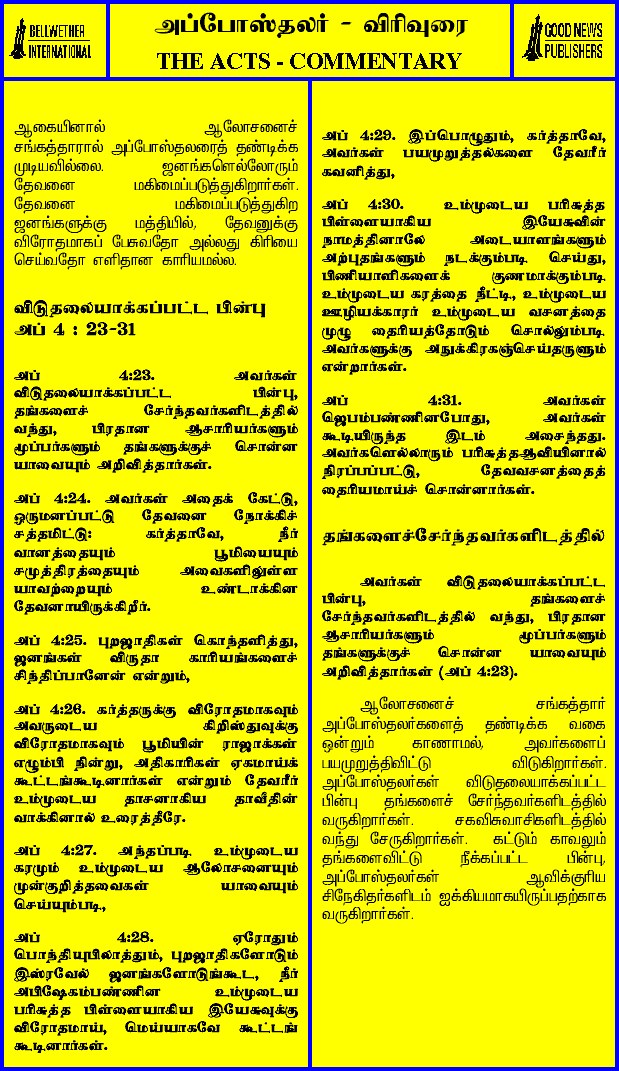 BELLWETHER
INTERNATIONAL
அப்போஸ்தலர் - விரிவுரை
THE ACTS - COMMENTARY
GOOD NEWS
PUBLISHERS
ஆகையினால் ஆலோசனைச்
சங்கத்தாரால் அப்போஸ்தலரைத் தண்டிக்க
முடியவில்லை. ஜனங்களெல்லோரும்
தேவனை மகிமைப்படுத்துகிறார்கள்.
தேவனை மகிமைப்படுத்துகிற
ஜனங்களுக்கு மத்தியில், தேவனுக்கு
விரோதமாகப் பேசுவதோ அல்லது கிரியை
செய்வதோ எளிதான காரியமல்ல.
விடுதலையாக்கப்பட்ட பின்பு
அப் 4 : 23-31
அப் 4:23. அவர்கள்
விடுதலையாக்கப்பட்ட பின்பு,
தங்களைச் சேர்ந்தவர்களிடத்தில்
வந்து, பிரதான ஆசாரியர்களும்
மூப்பர்களும் தங்களுக்குச் சொன்ன
யாவையும் அறிவித்தார்கள்.
அப் 4:24. அவர்கள் அதைக் கேட்டு,
ஒருமனப்பட்டு தேவனை நோக்கிச்
சத்தமிட்டு: கர்த்தாவே, நீர்
வானத்தையும் பூமியையும்
சமுத்திரத்தையும் அவைகளிலுள்ள
யாவற்றையும் உண்டாக்கின
தேவனாயிருக்கிறீர்.
அப் 4:25. புறஜாதிகள் கொந்தளித்து,
ஜனங்கள் விருதா காரியங்களைச்
சிந்திப்பானேன் என்றும்,
அப் 4:26. கர்த்தருக்கு விரோதமாகவும்
அவருடைய கிறிஸ்துவுக்கு
விரோதமாகவும் பூமியின் ராஜாக்கள்
எழும்பி நின்று, அதிகாரிகள் ஏகமாய்க்
கூட்டங்கூடினார்கள் என்றும் தேவரீர்
உம்முடைய தாசனாகிய தாவீதின்
வாக்கினால் உரைத்தீரே.
அப் 4:27. அந்தப்படி உம்முடைய
கரமும் உம்முடைய ஆலோசனையும்
முன்குறித்தவைகள் யாவையும்
செய்யும்படி,
அப் 4:28. ஏரோதும்
பொந்தியுபிலாத்தும், புறஜாதிகளோடும்
இஸ்ரவேல் ஜனங்களோடுங்கூட, நீர்
அபிஷேகம்பண்ணின உம்முடைய
பரிசுத்த பிள்ளையாகிய இயேசுவுக்கு
விரோதமாய், மெய்யாகவே கூட்டங்
கூடினார்கள்.
அப் 4:29. இப்பொழுதும், கர்த்தாவே,
அவர்கள் பயமுறுத்தல்களை தேவரீர்
கவனித்து,
அப் 4:30. உம்முடைய பரிசுத்த
பிள்ளையாகிய இயேசுவின்
நாமத்தினாலே அடையாளங்களும்
அற்புதங்களும் நடக்கும்படி செய்து,
பிணியாளிகளைக் குணமாக்கும்படி
உம்முடைய கரத்தை நீட்டி, உம்முடைய
ஊழியக்காரர் உம்முடைய வசனத்தை
முழு தைரியத்தோடும் சொல்லும்படி
அவர்களுக்கு அநுக்கிரகஞ்செய்தருளும்
என்றார்கள்.
அப் 4:31. அவர்கள்
ஜெபம்பண்ணினபோது, அவர்கள்
கூடியிருந்த இடம் அசைந்தது.
அவர்களெல்லாரும் பரிசுத்தஆவியினால்
நிரப்பப்பட்டு, தேவவசனத்தைத்
தைரியமாய்ச் சொன்னார்கள்.
தங்களைச்சேர்ந்தவர்களிடத்தில்
அவர்கள் விடுதலையாக்கப்பட்ட
பின்பு, தங்களைச்
சேர்ந்தவர்களிடத்தில் வந்து, பிரதான
ஆசாரியர்களும் மூப்பர்களும்
தங்களுக்குச் சொன்ன யாவையும்
அறிவித்தார்கள் (அப் 4:23).
ஆலோசனைச் சங்கத்தார்
அப்போஸ்தலர்களைத் தண்டிக்க வகை
ஒன்றும் காணாமல், அவர்களைப்
பயமுறுத்திவிட்டு விடுகிறார்கள்.
அப்போஸ்தலர்கள் விடுதலையாக்கப்பட்ட
பின்பு தங்களைச் சேர்ந்தவர்களிடத்தில்
வருகிறார்கள். சகவிசுவாசிகளிடத்தில்
வந்து சேருகிறார்கள். கட்டும் காவலும்
தங்களைவிட்டு நீக்கப்பட்ட பின்பு,
அப்போஸ்தலர்கள் ஆவிக்குரிய
சிநேகிதர்களிடம் ஐக்கியமாகயிருப்பதற்காக
வருகிறார்கள்.